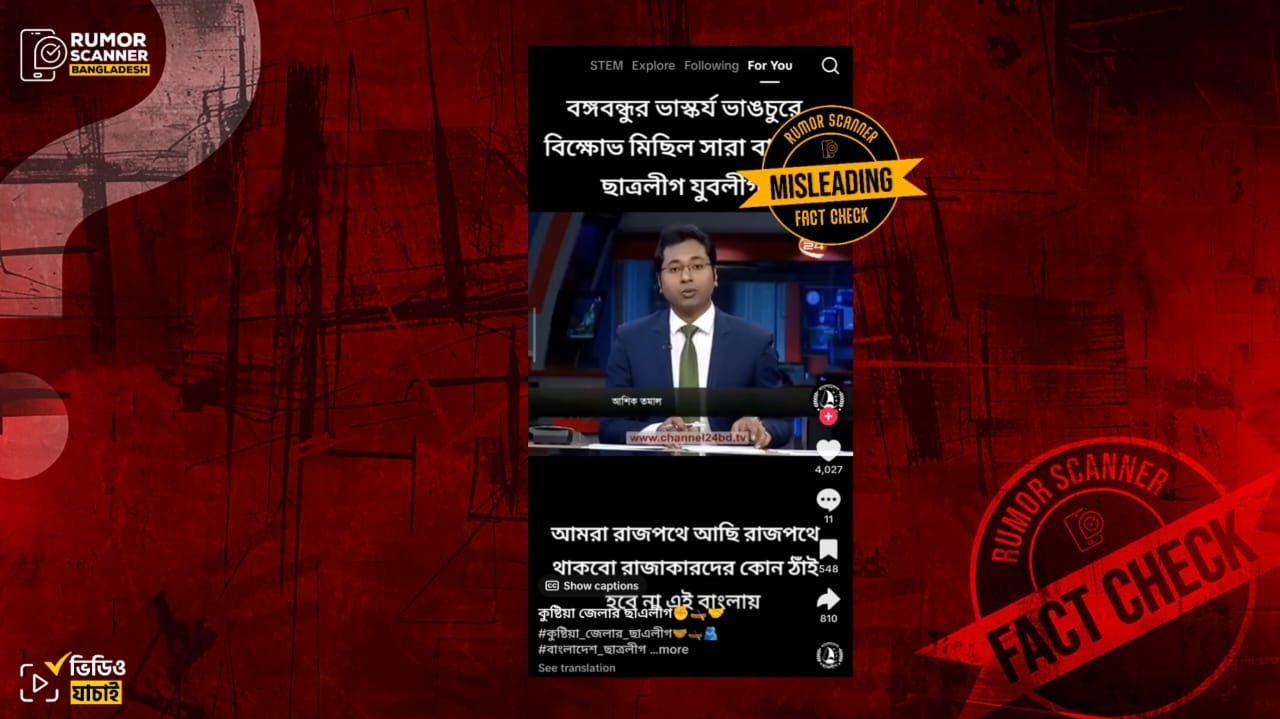 RUMOR
SCANNER
BANGLADESH
STEM Explore Following For You
বঙ্গবন্ধুর ভাস্কর্য ভাঙচুরে
বিক্ষোভ মিছিল সারা
ছাত্রলীগ যুবলীগ
RUMOR SCANNER
MISLEADING
FACT CHECK
24
আশিক তমাল
www.channel24bd.tv
4,027
11
548
810
আমরা রাজপথে আছি রাজপথে
থাকবো রাজাকারদের কোন ঠাঁই
হবে না এই বাংলায়
Show captions
কুষ্টিয়া জেলার ছাএলীগ✊🤝🤝
#কুষ্টিয়া_জেলার_ছাএলীগ🤝🤝🫂
#বাংলাদেশ_ছাত্রলীগ ...more
See translation
RUMOR SCANNER
FACT CHECK
ভিডিও
যাচাই